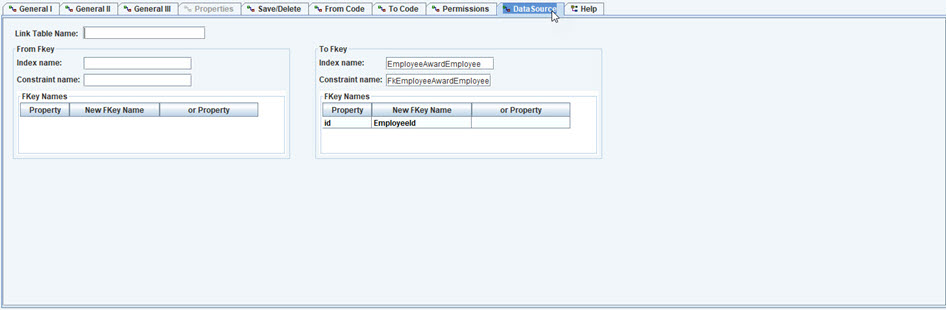 General I General II General III Properties Save/Delete From Code To Code Permissions DataSource Help
Link Table Name:
From Fkey To Fkey
Index name: Index name: EmployeeAwardEmployee
Constraint name: Constraint name: FkEmployeeAwardEmployee
FKey Names FKey Names
Property New FKey Name or Property Property New FKey Name or Property
id EmployeeId